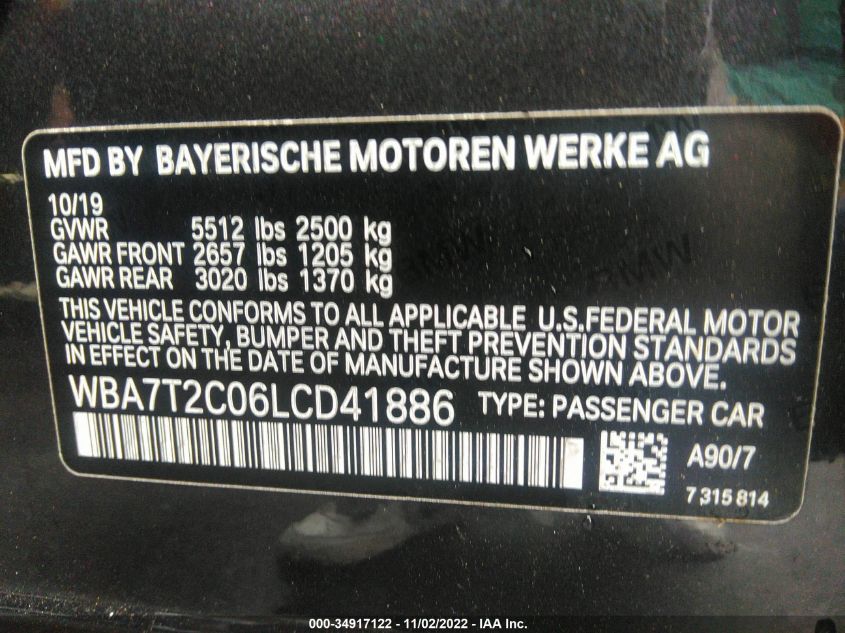 MFD BY BAYERISCHE MOTOREN WERKE AG
10/19
GVWR 5512 lbs 2500 kg
GAWR FRONT 2657 lbs 1205 kg
GAWR REAR 3020 lbs 1370 kg
THIS VEHICLE CONFORMS TO ALL APPLICABLE U.S.FEDERAL MOTOR
VEHICLE SAFETY, BUMPER AND THEFT PREVENTION STANDARDS
IN EFFECT ON THE DATE OF MANUFACTURE SHOWN ABOVE.
WBA7T2C06LCD41886 TYPE: PASSENGER CAR
A90/7
7 315 814
000-34917122 - 11/02/2022 - IAA Inc.